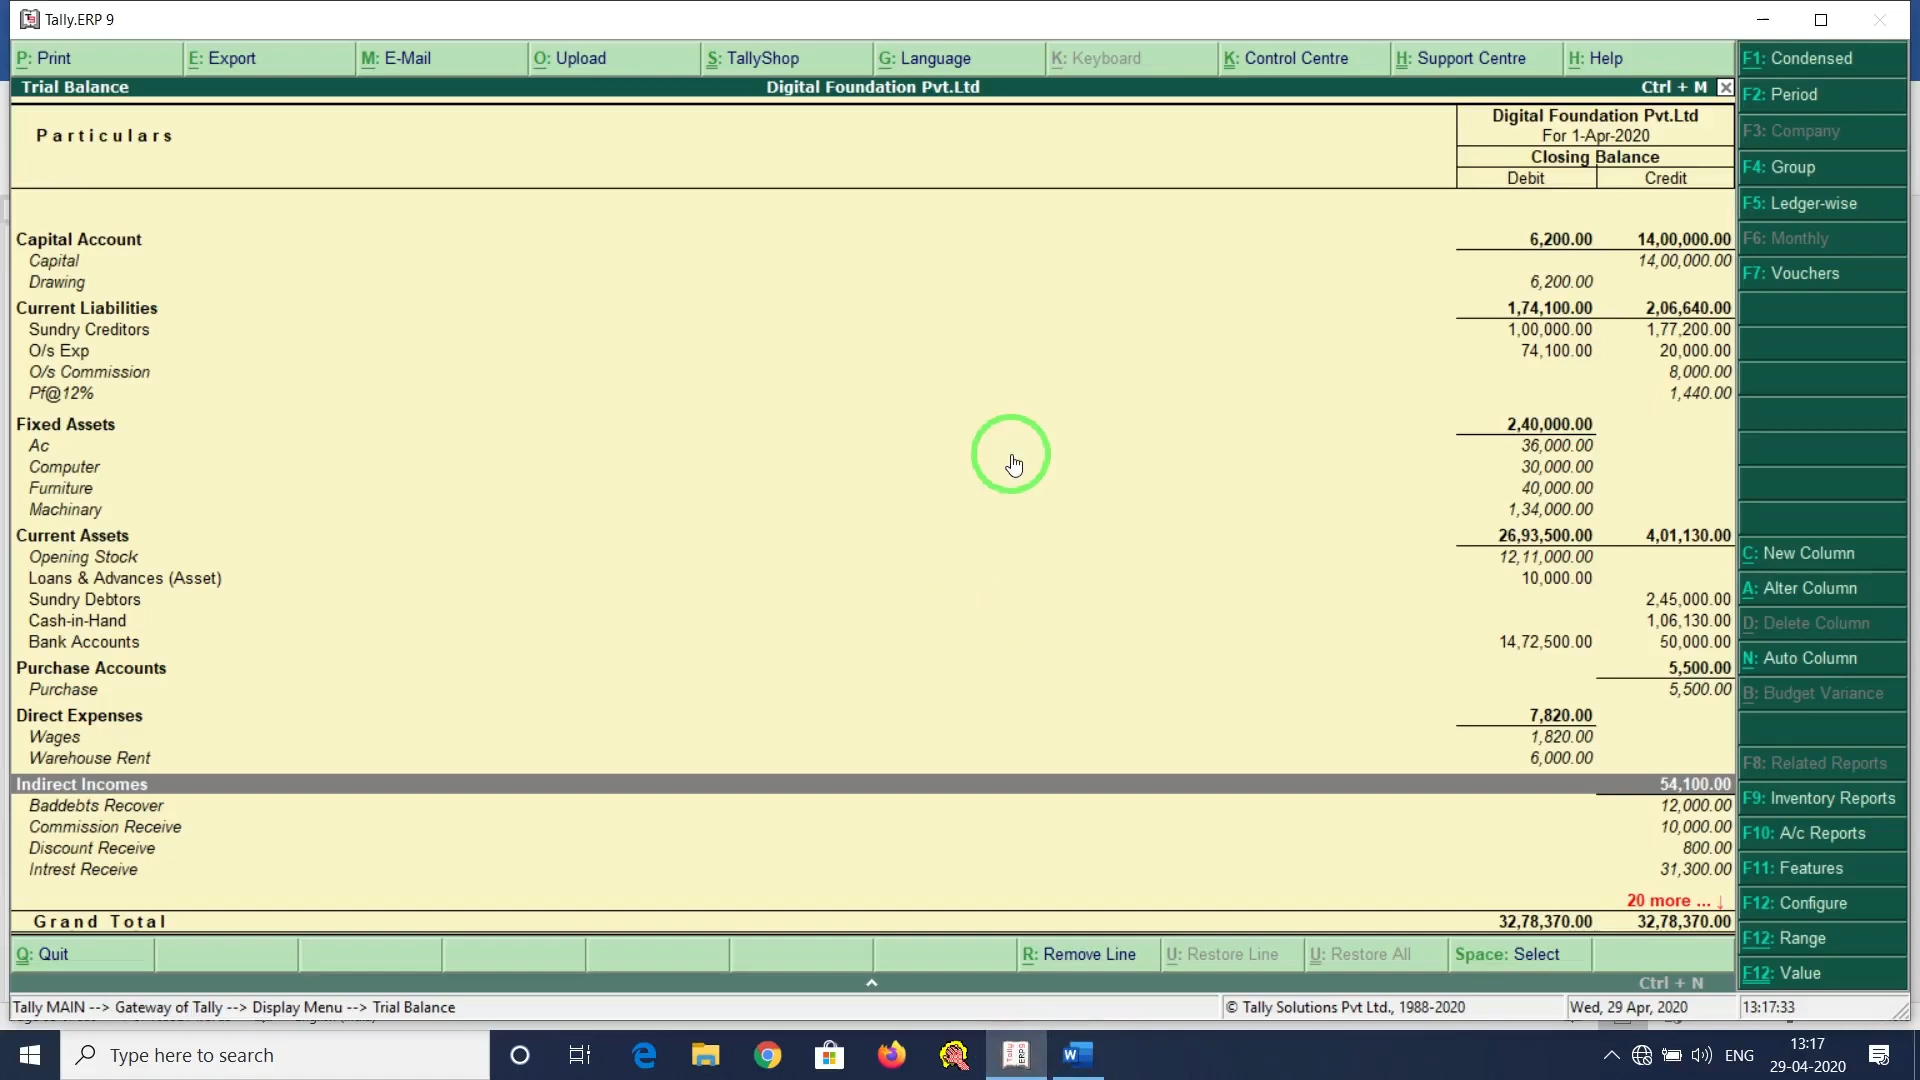 Tally.ERP 9
P: Print E: Export M: E-Mail O: Upload S: TallyShop G: Language K: Keyboard K: Control Centre H: Support Centre H: Help F1: Condensed
Trial Balance Digital Foundation Pvt.Ltd Ctrl + M
F2: Period
Digital Foundation Pvt.Ltd
Particulars For 1-Apr-2020 F3: Company
Closing Balance
Debit Credit F4: Group
F5: Ledger-wise
Capital Account 6,200.00 14,00,000.00 F6: Monthly
Capital 14,00,000.00
Drawing 6,200.00 F7: Vouchers
Current Liabilities 1,74,100.00 2,06,640.00
Sundry Creditors 1,00,000.00 1,77,200.00
O/s Exp 74,100.00 20,000.00
O/s Commission 8,000.00
Pf@12% 1,440.00
Fixed Assets 2,40,000.00
Ac 36,000.00
Computer 30,000.00
Furniture 40,000.00
Machinary 1,34,000.00
Current Assets 26,93,500.00 4,01,130.00
Opening Stock 12,11,000.00 C: New Column
Loans & Advances (Asset) 10,000.00 A: Alter Column
Sundry Debtors 2,45,000.00
Cash-in-Hand 1,06,130.00 D: Delete Column
Bank Accounts 14,72,500.00 50,000.00
Purchase Accounts 5,500.00 N: Auto Column
Purchase 5,500.00 B: Budget Variance
Direct Expenses 7,820.00
Wages 1,820.00
Warehouse Rent 6,000.00 F8: Related Reports
Indirect Incomes 54,100.00
Baddebts Recover 12,000.00 F9: Inventory Reports
Commission Receive 10,000.00 F10: A/c Reports
Discount Receive 800.00
Intrest Receive 31,300.00 F11: Features
20 more ... ↓ F12: Configure
Grand Total 32,78,370.00 32,78,370.00
F12: Range
Q: Quit R: Remove Line U: Restore Line U: Restore All Space: Select
F12: Value
Ctrl + N
Tally MAIN --> Gateway of Tally --> Display Menu --> Trial Balance © Tally Solutions Pvt Ltd., 1988-2020 Wed, 29 Apr, 2020 13:17:33
Type here to search ENG 13:17
29-04-2020